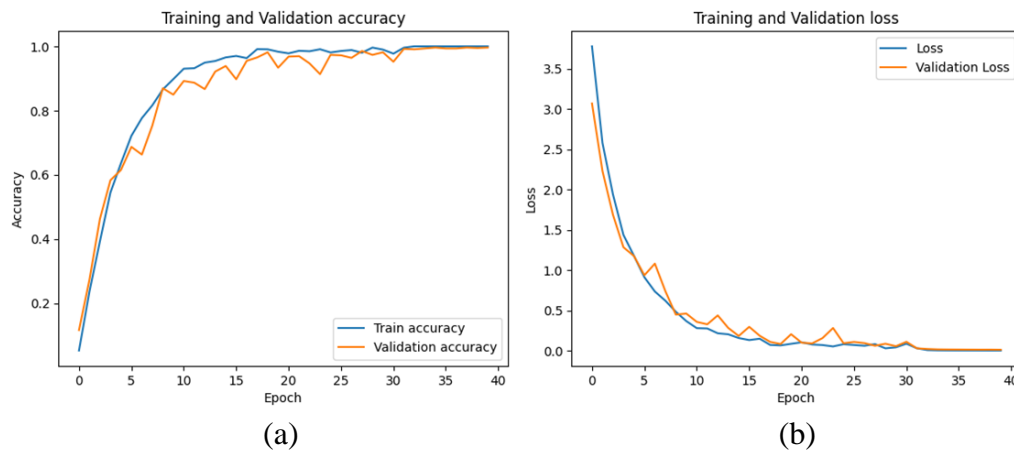 Training and Validation accuracy
1.0
0.8
0.6
0.4
0.2
Accuracy
Train accuracy
Validation accuracy
0 5 10 15 20 25 30 35 40
Epoch
(a)
Training and Validation loss
Loss
Validation Loss
3.5
3.0
2.5
2.0
1.5
1.0
0.5
0.0
Loss
0 5 10 15 20 25 30 35 40
Epoch
(b)